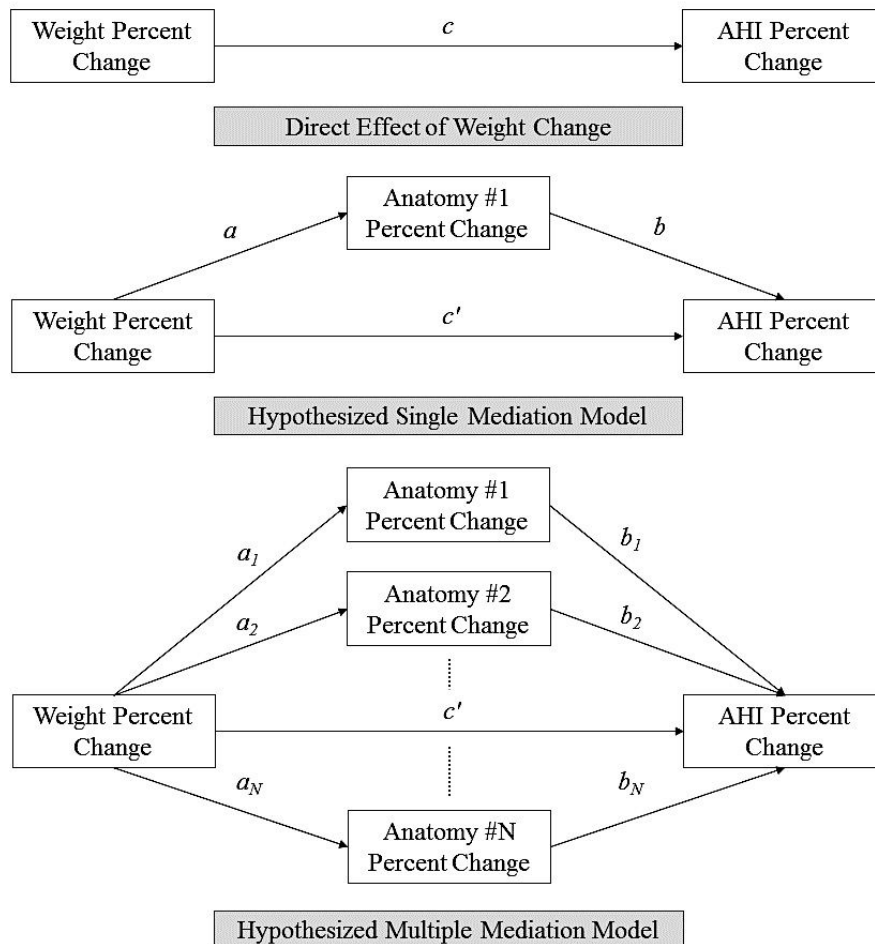 Weight Percent
Change
c
AHI Percent
Change
Direct Effect of Weight Change
Anatomy #1
Percent Change
a
b
Weight Percent
Change
c'
AHI Percent
Change
Hypothesized Single Mediation Model
Anatomy #1
Percent Change
a1
b1
Anatomy #2
Percent Change
a2
b2
Weight Percent
Change
c'
AHI Percent
Change
aN
bN
Anatomy #N
Percent Change
Hypothesized Multiple Mediation Model